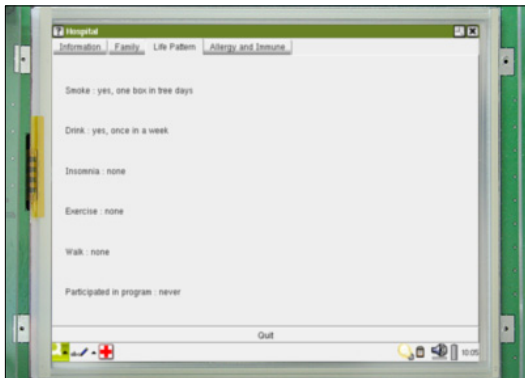 Hospital
Information Family Life Pattern Allergy and Immune
Smoke : yes, one box in tree days
Drink : yes, once in a week
Insomnia : none
Exercise : none
Walk : none
Participated in program : never
Quit
10:05